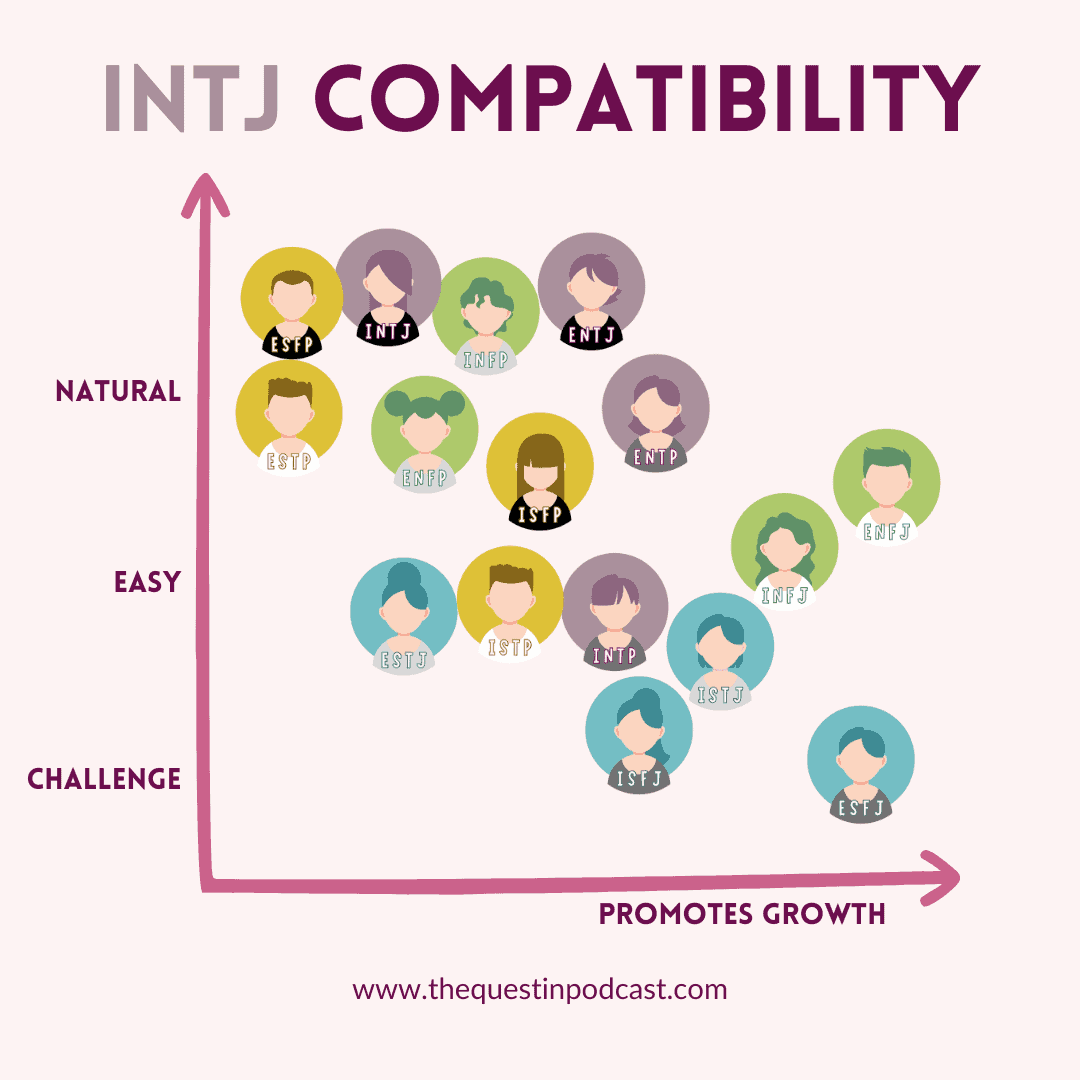 INTJ COMPATIBILITY
ESFP
INTJ
INFP
ENTJ
NATURAL
ESTP
ENFP
ISFP
ENTP
ENFJ
EASY
ESTJ
ISTP
INTP
INFJ
ISTJ
CHALLENGE
ISFJ
ESFJ
PROMOTES GROWTH
www.thequestinpodcast.com